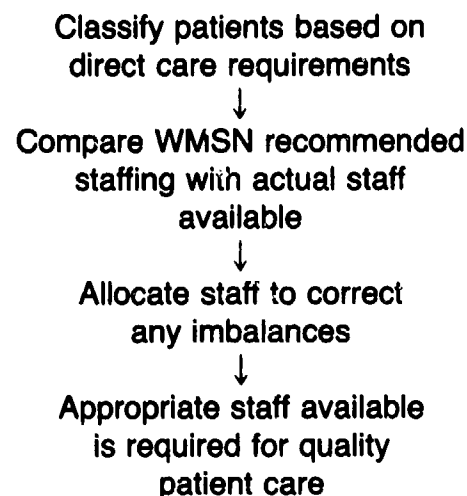 Classify patients based on
direct care requirements
↓
Compare WMSN recommended
staffing with actual staff
available
↓
Allocate staff to correct
any imbalances
↓
Appropriate staff available
is required for quality
patient care